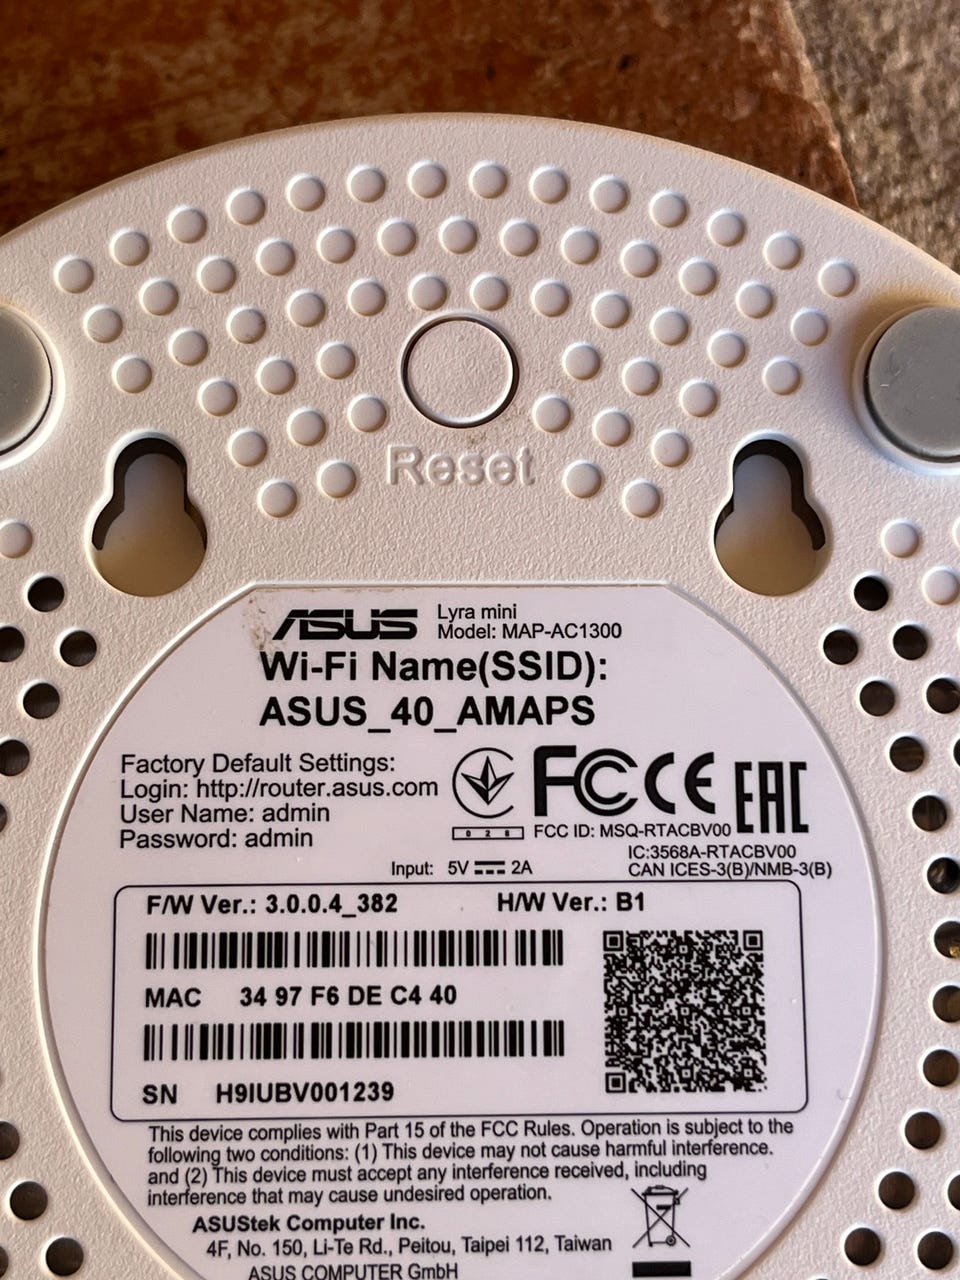 Reset
ASUS
Lyra mini
Model: MAP-AC1300
Wi-Fi Name(SSID):
ASUS_40_AMAPS
Factory Default Settings:
Login: http://router.asus.com
User Name: admin
Password: admin
028
FC CE EAC
FCC ID: MSQ-RTACBV00
IC:3568A-RTACBV00
CAN ICES-3(B)/NMB-3(B)
Input: 5V 2A
F/W Ver.: 3.0.0.4_382 H/W Ver.: B1
MAC 34 97 F6 DE C4 40
SN H9IUBV001239
This device complies with Part 15 of the FCC Rules. Operation is subject to the
following two conditions: (1) This device may not cause harmful interference.
and (2) This device must accept any interference received, including
interference that may cause undesired operation.
ASUSTek Computer Inc.
4F, No. 150, Li-Te Rd., Peitou, Taipei 112, Taiwan
ASUS COMPUTER GmbH